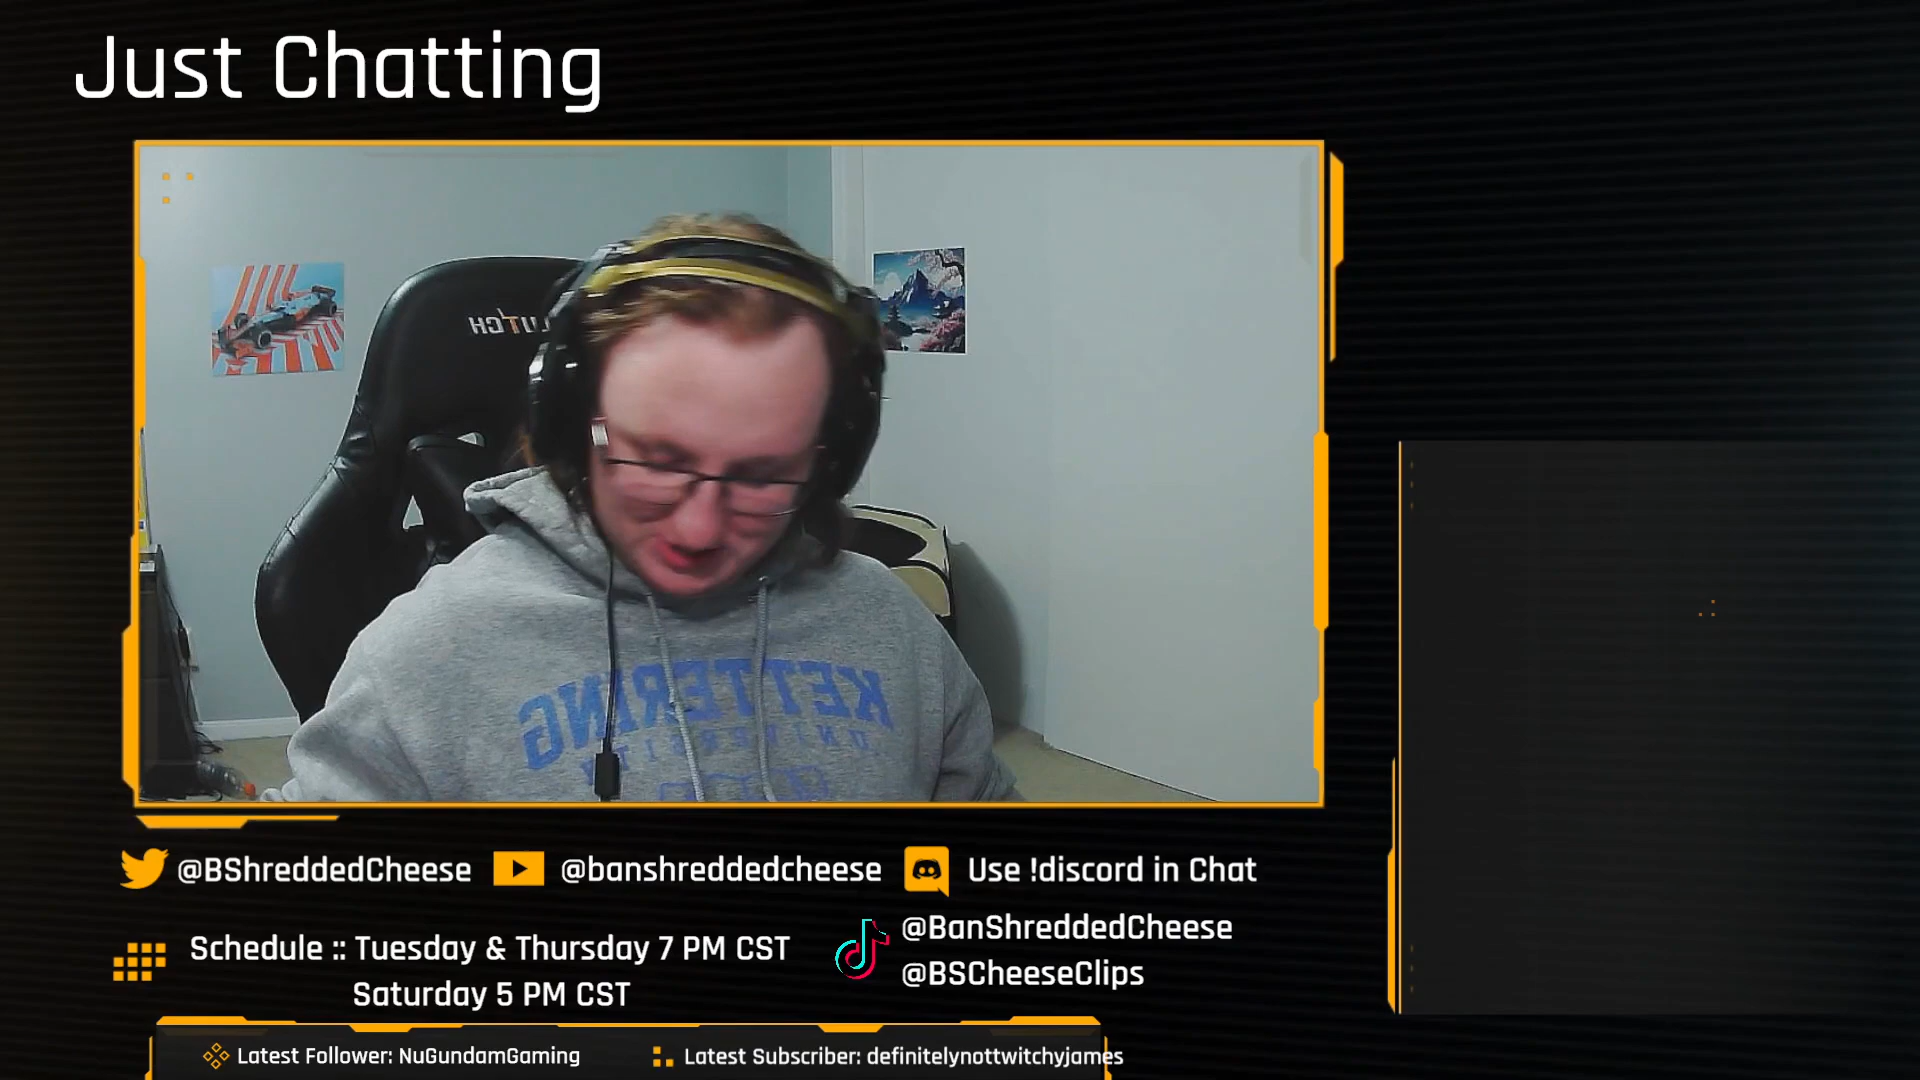 Just Chatting
KETTERING
UNIVERSITY
@BShreddedCheese
@banshreddedcheese
Use !discord in Chat
Schedule :: Tuesday & Thursday 7 PM CST
Saturday 5 PM CST
@BanShreddedCheese
@BSCheeseClips
Latest Follower: NuGundamGaming
Latest Subscriber: definitelynottwitchyjames